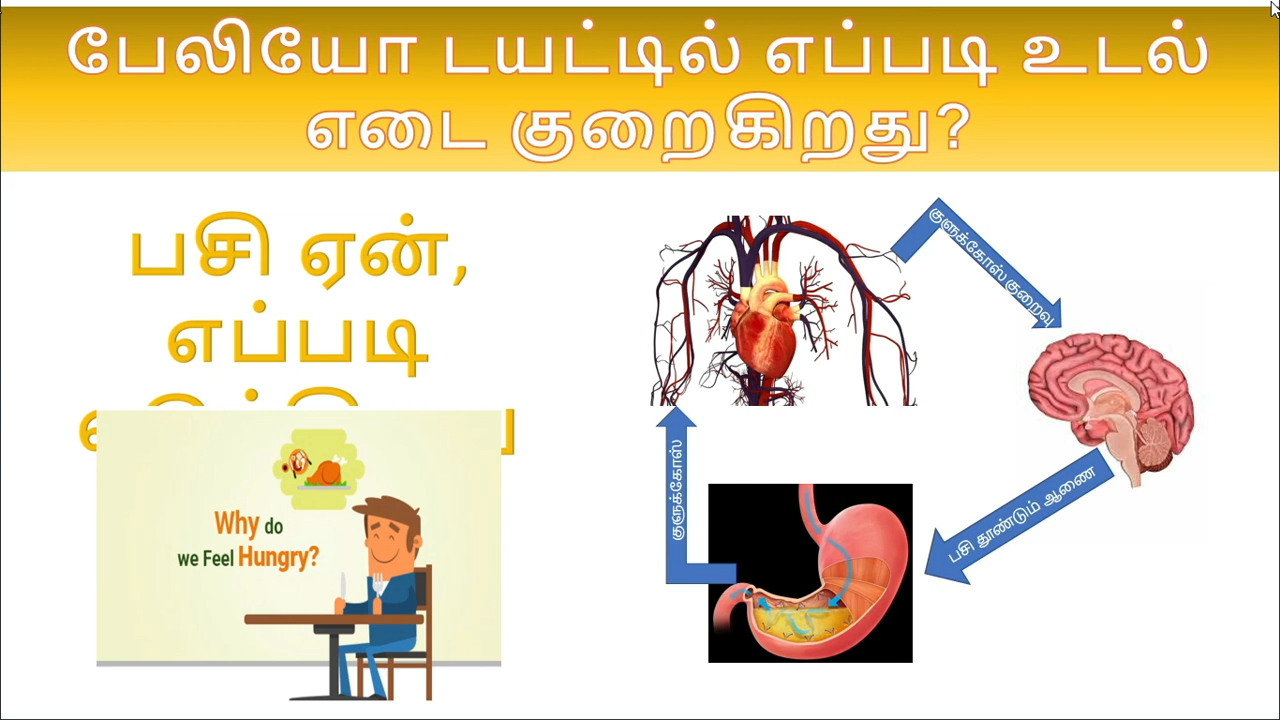 பேலியோ டயட்டில் எப்படி உடல்
எடை குறைகிறது?
பசி ஏன்,
எப்படி
Why do
we Feel Hungry?
குளுக்கோஸ் குறைவு
குளுக்கோஸ்
பசி தூண்டும் ஆணை